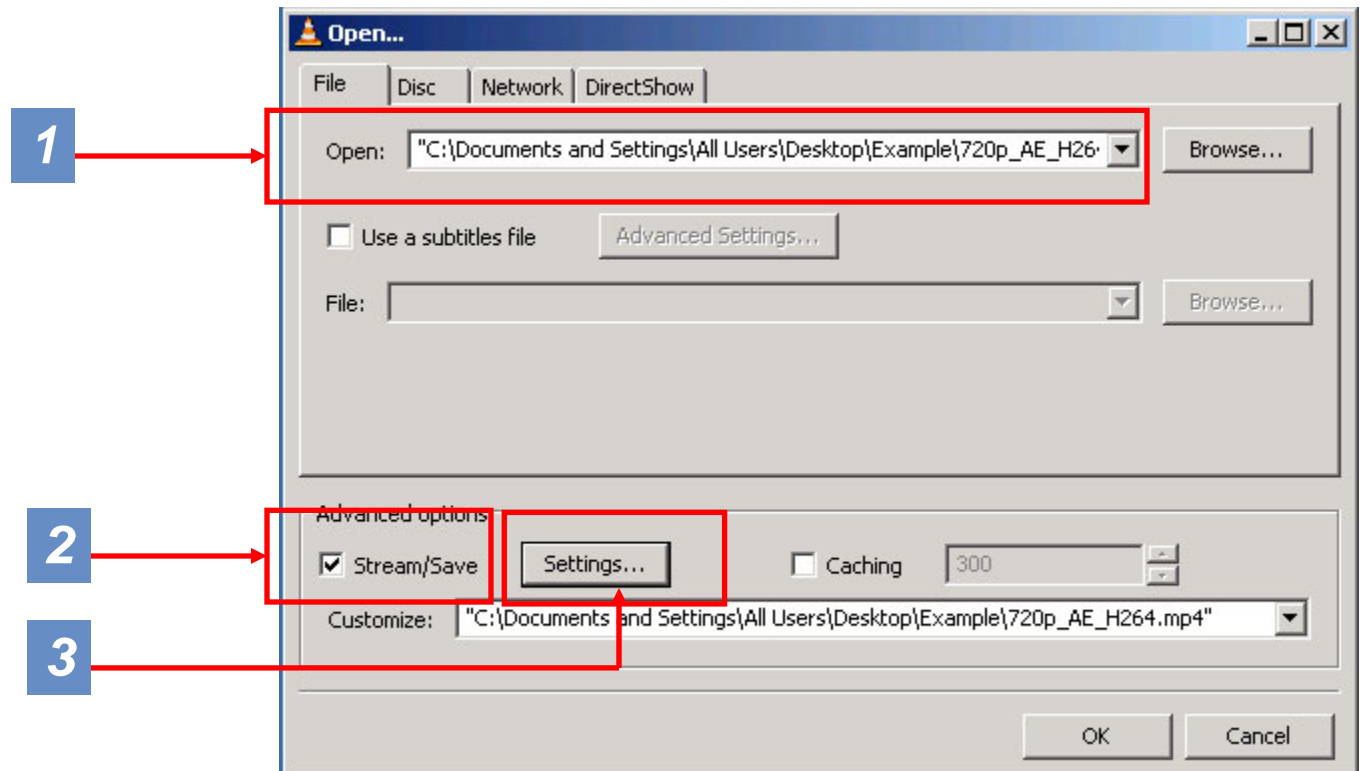 Open...
File Disc Network DirectShow
1
Open: "C:\Documents and Settings\All Users\Desktop\Example\720p_AE_H264 Browse...
Use a subtitles file Advanced Settings...
File: Browse...
Advanced options
2
Stream/Save Settings... Caching 300
Customize: "C:\Documents and Settings\All Users\Desktop\Example\720p_AE_H264.mp4"
3
OK Cancel